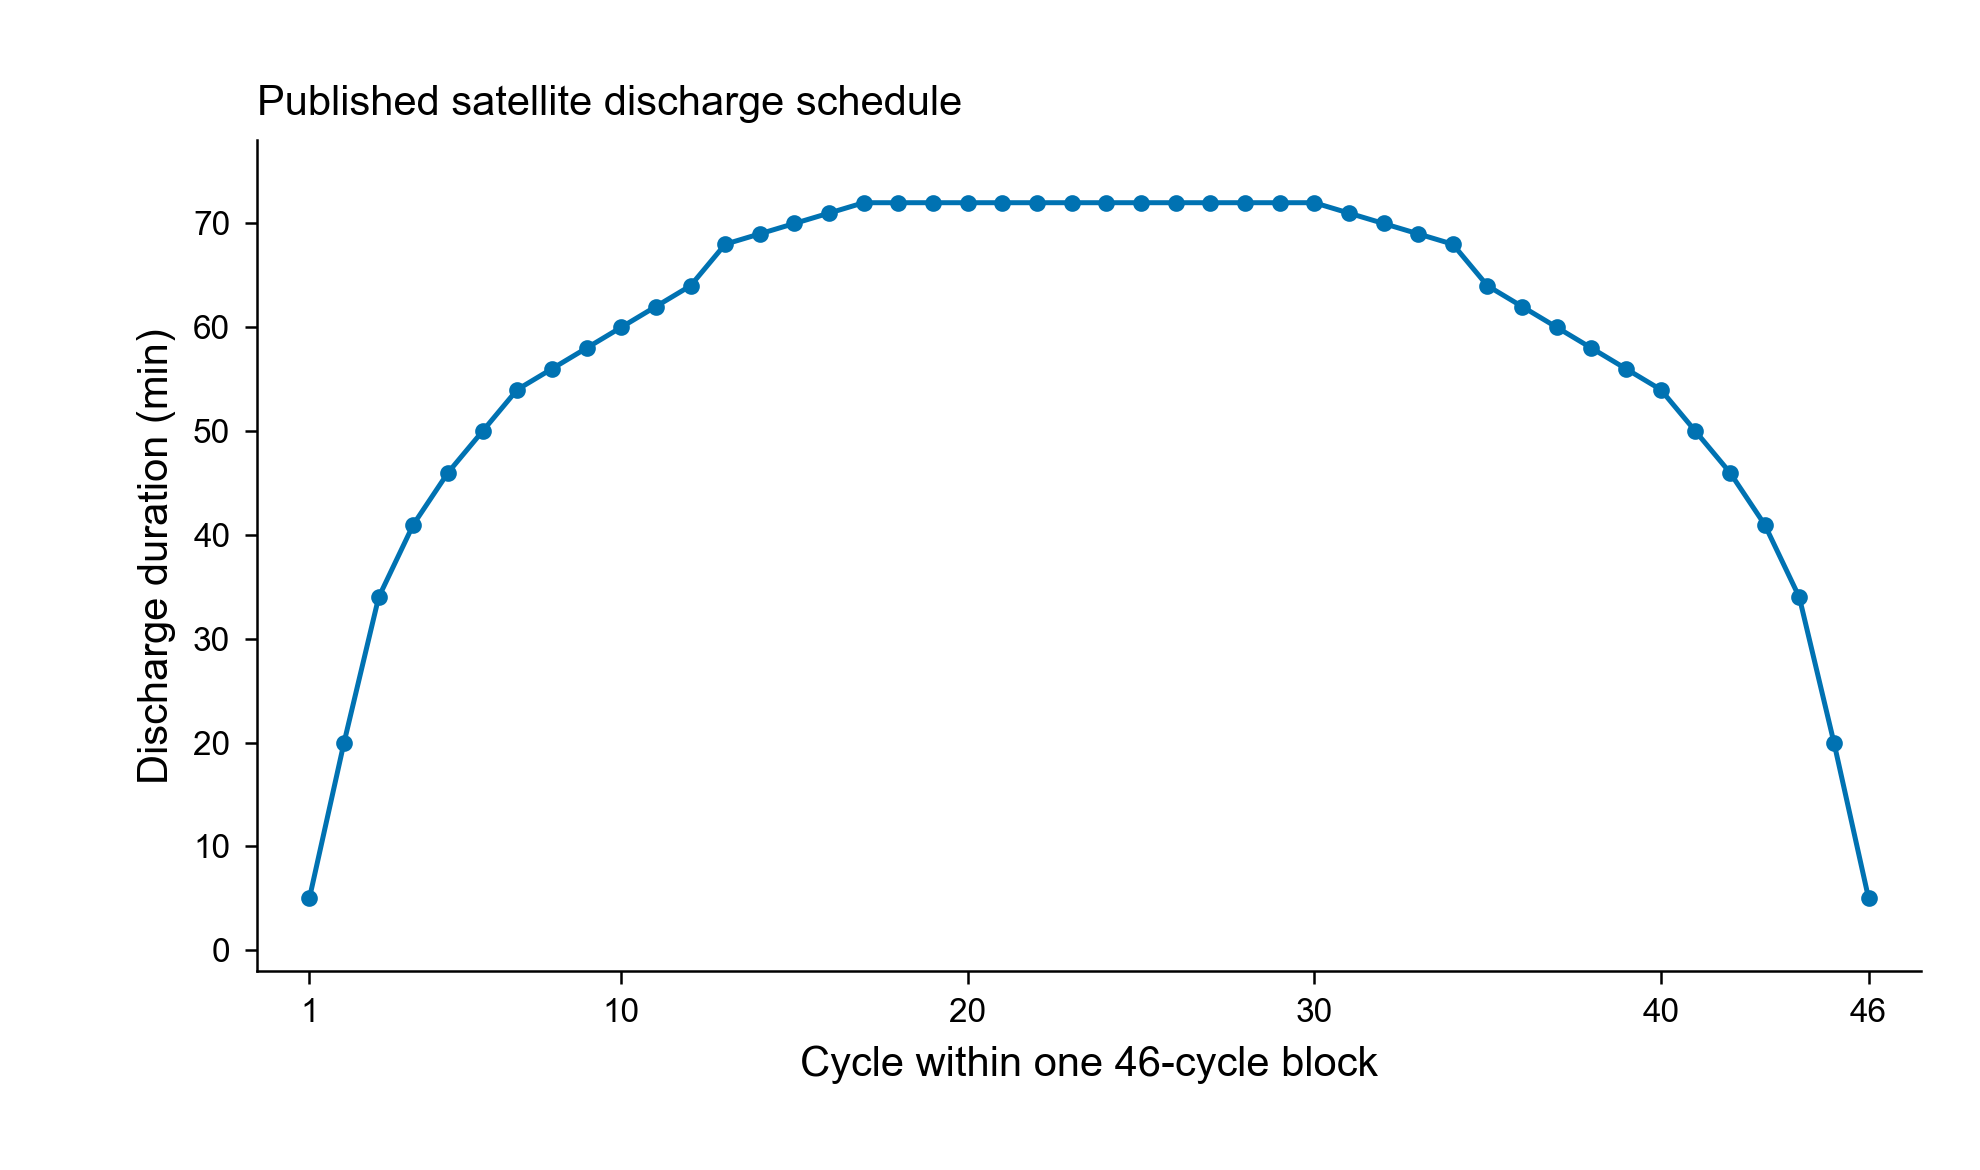 Published satellite discharge schedule
Discharge duration (min)
70
60
50
40
30
20
10
0
1 10 20 30 40 46
Cycle within one 46-cycle block